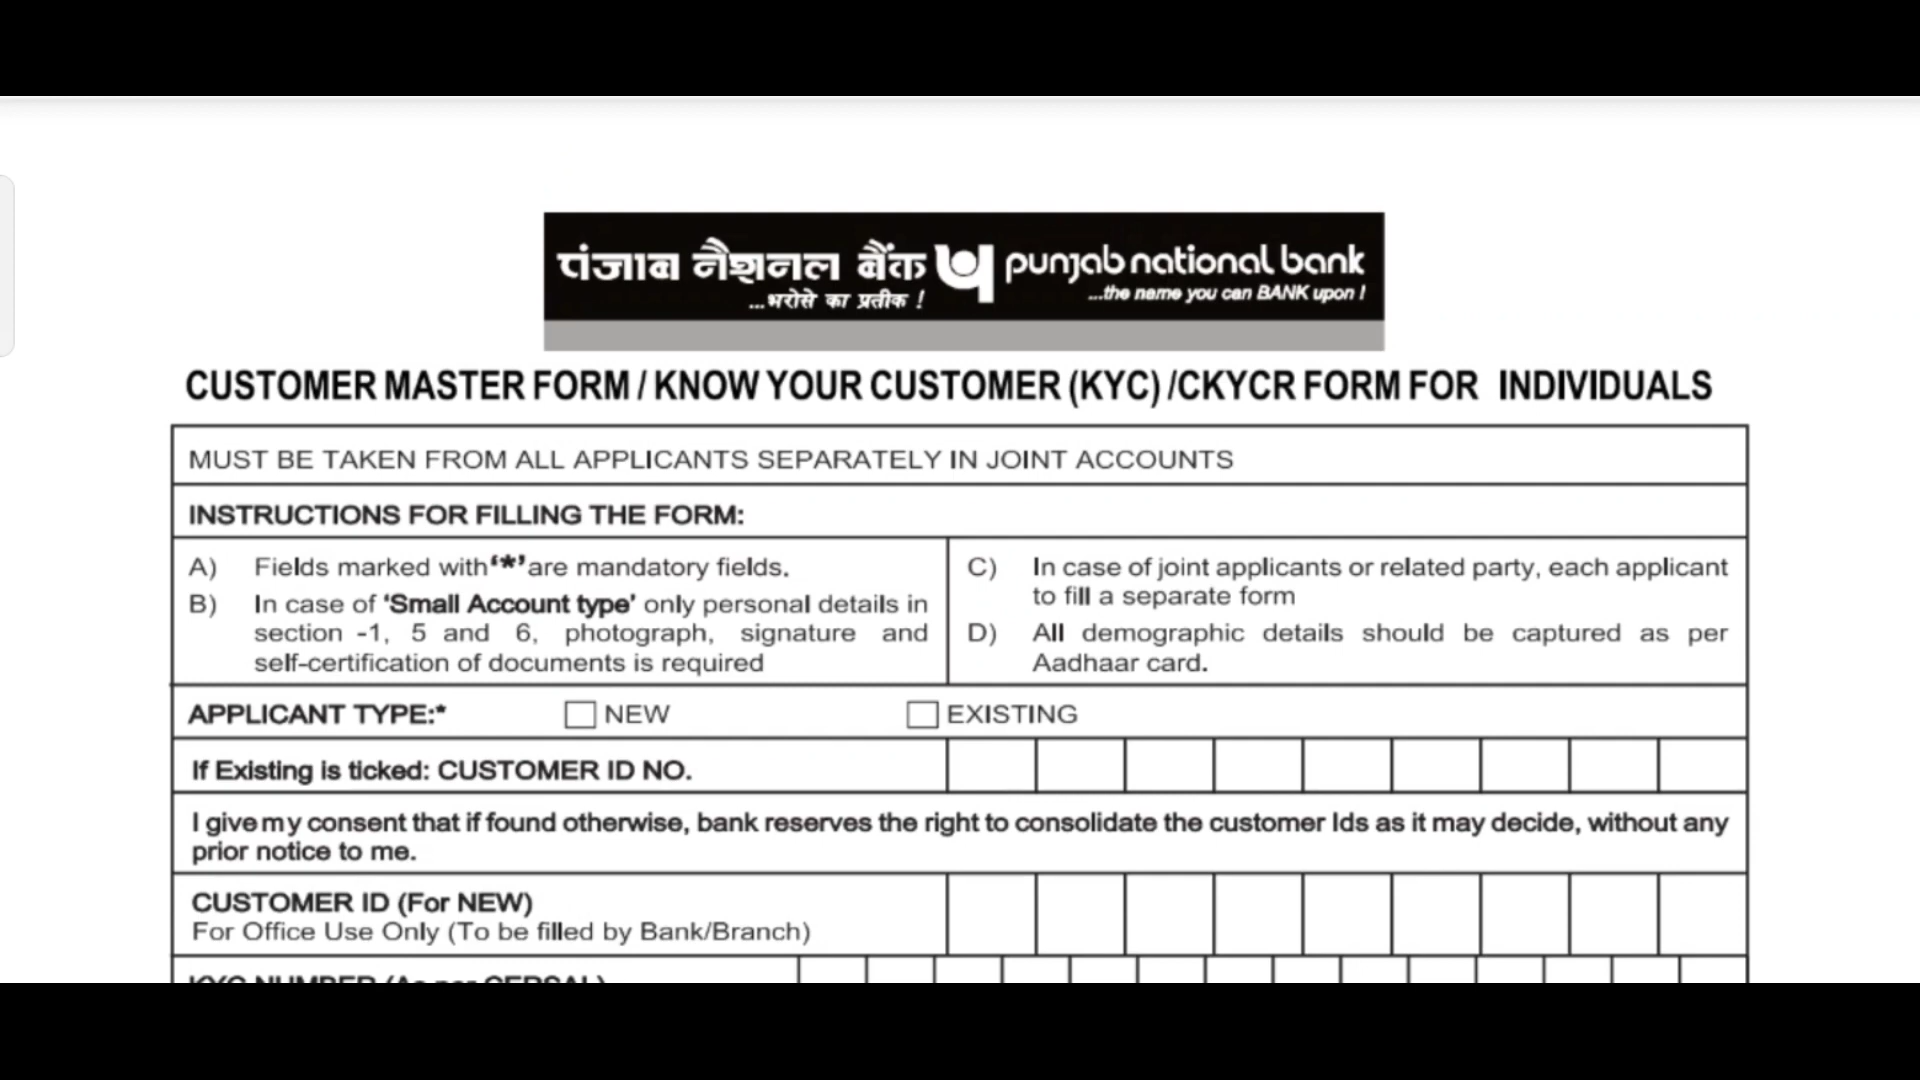 पंजाब नैशनल बैंक punjab national bank
...भरोसे का प्रतीक ! ...the name you can BANK upon !
CUSTOMER MASTER FORM / KNOW YOUR CUSTOMER (KYC) /CKYCR FORM FOR INDIVIDUALS
MUST BE TAKEN FROM ALL APPLICANTS SEPARATELY IN JOINT ACCOUNTS
INSTRUCTIONS FOR FILLING THE FORM:
A) Fields marked with‘*’are mandatory fields.
B) In case of ‘Small Account type’ only personal details in
section -1, 5 and 6, photograph, signature and
self-certification of documents is required
C) In case of joint applicants or related party, each applicant
to fill a separate form
D) All demographic details should be captured as per
Aadhaar card.
APPLICANT TYPE:* NEW EXISTING
If Existing is ticked: CUSTOMER ID NO.
I give my consent that if found otherwise, bank reserves the right to consolidate the customer Ids as it may decide, without any
prior notice to me.
CUSTOMER ID (For NEW)
For Office Use Only (To be filled by Bank/Branch)
KYC NUMBER (As per CERSAI)